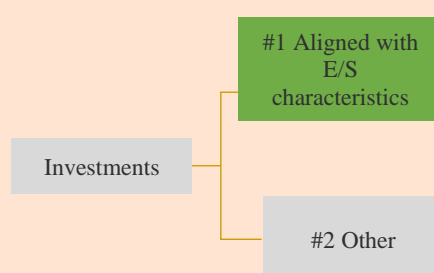 #1 Aligned with
E/S
characteristics
Investments
#2 Other